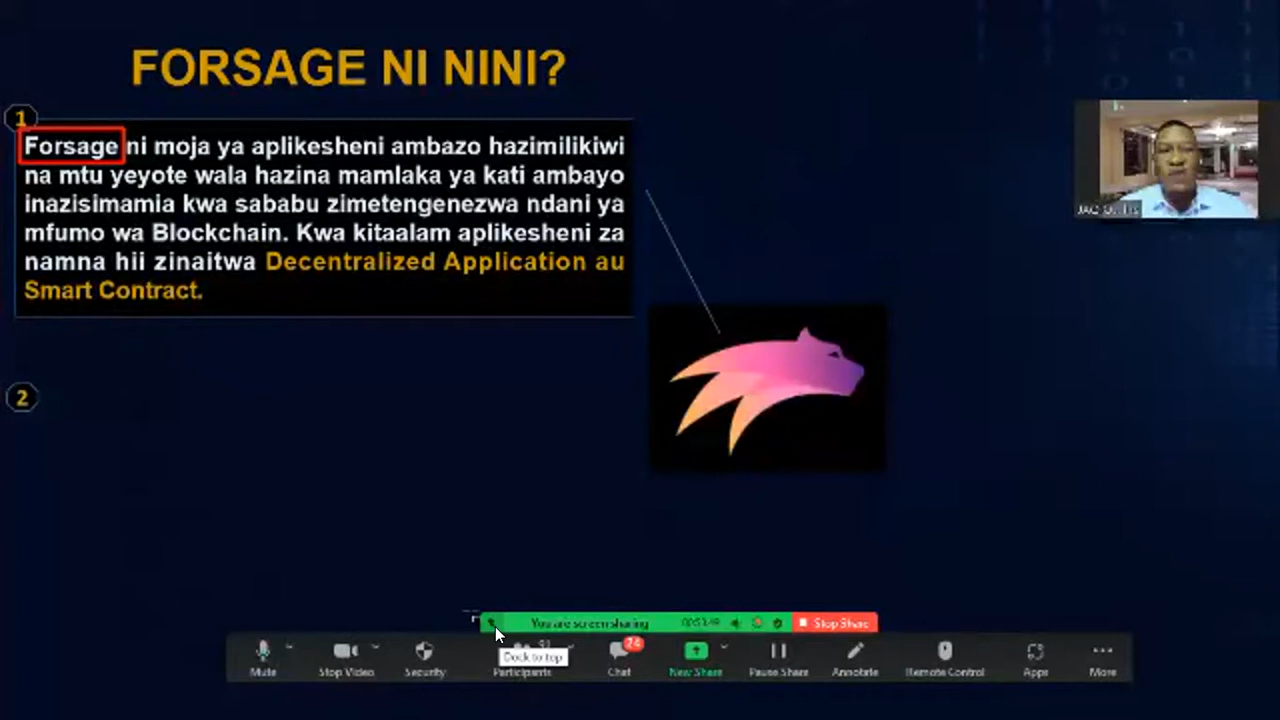 FORSAGE NI NINI?
1
Forsage ni moja ya aplikesheni ambazo hazimilikiwi
na mtu yeyote wala hazina mamlaka ya kati ambayo
inazisimamia kwa sababu zimetengenezwa ndani ya
mfumo wa Blockchain. Kwa kitaalam aplikesheni za
namna hii zinaitwa Decentralized Application au
Smart Contract.
2
You are screen sharing Stop Share
24
Dock to top
Mute Stop Video Security Participants Chat New Share Pause Share Annotate Remote Control Apps More